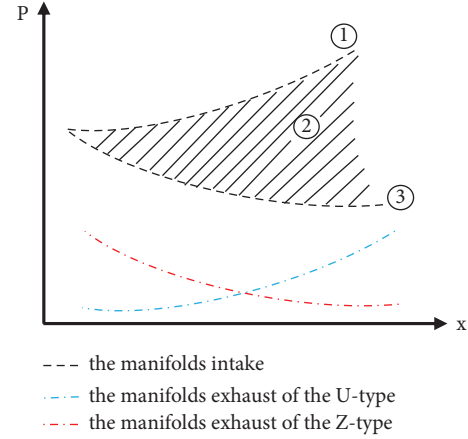 P
1
2
3
x
the manifolds intake
the manifolds exhaust of the U-type
the manifolds exhaust of the Z-type